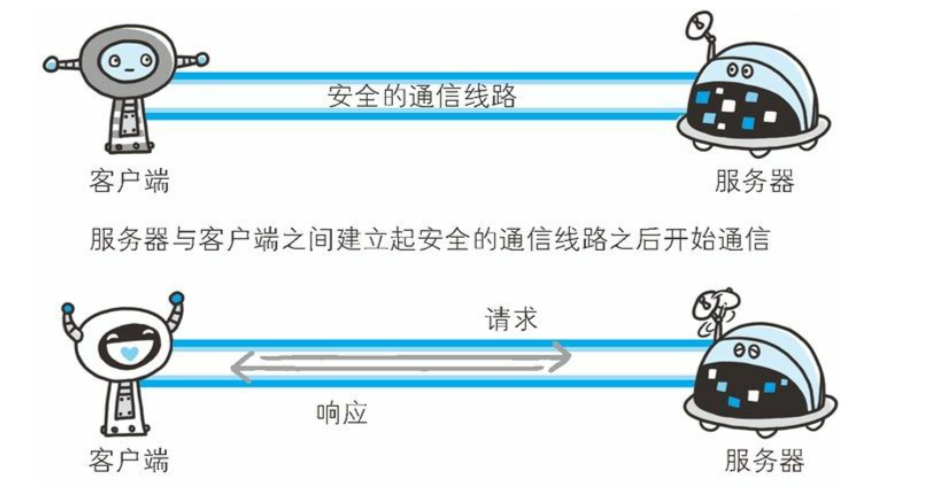 安全的通信线路
客户端
服务器
服务器与客户端之间建立起安全的通信线路之后开始通信
请求
响应
客户端
服务器